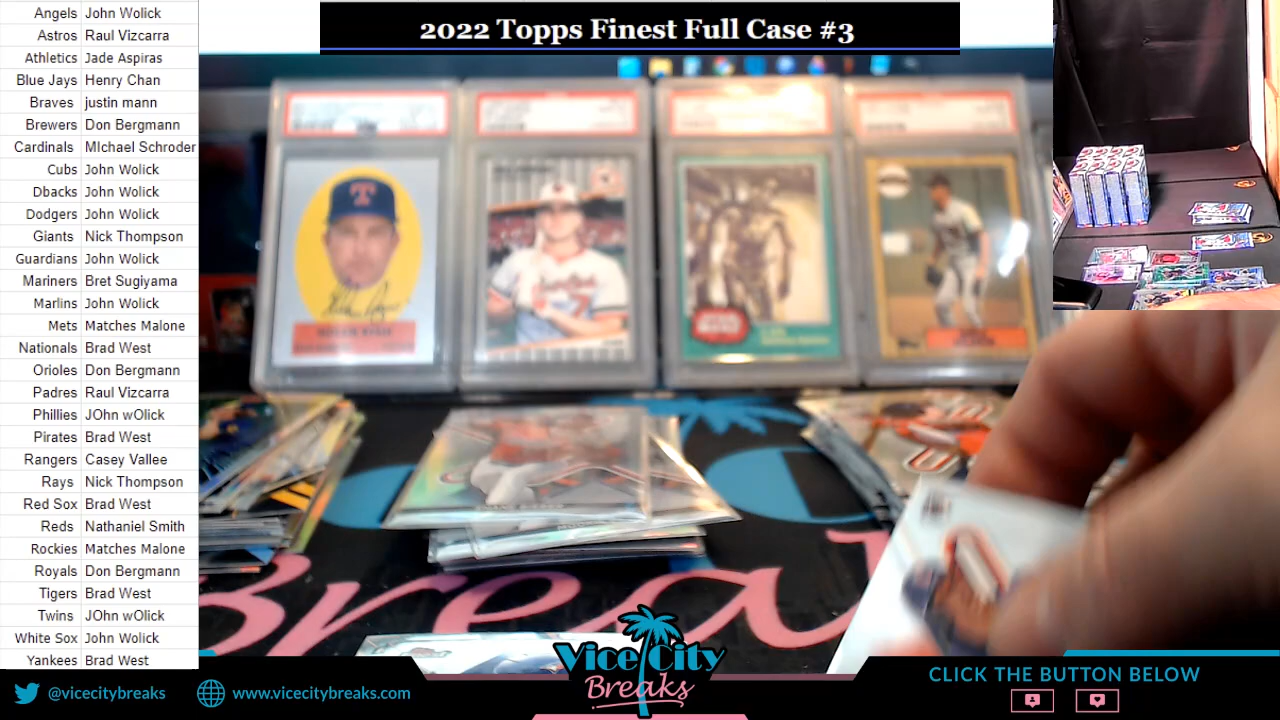 2022 Topps Finest Full Case #3
Angels John Wolick
Astros Raul Vizcarra
Athletics Jade Aspiras
Blue Jays Henry Chan
Braves justin mann
Brewers Don Bergmann
Cardinals MIchael Schroder
Cubs John Wolick
Dbacks John Wolick
Dodgers John Wolick
Giants Nick Thompson
Guardians John Wolick
Mariners Bret Sugiyama
Marlins John Wolick
Mets Matches Malone
Nationals Brad West
Orioles Don Bergmann
Padres Raul Vizcarra
Phillies JOhn wOlick
Pirates Brad West
Rangers Casey Vallee
Rays Nick Thompson
Red Sox Brad West
Reds Nathaniel Smith
Rockies Matches Malone
Royals Don Bergmann
Tigers Brad West
Twins JOhn wOlick
White Sox John Wolick
Yankees Brad West
T
STAR WARS
Break
Vice City
Breaks
@vicecitybreaks
www.vicecitybreaks.com
CLICK THE BUTTON BELOW